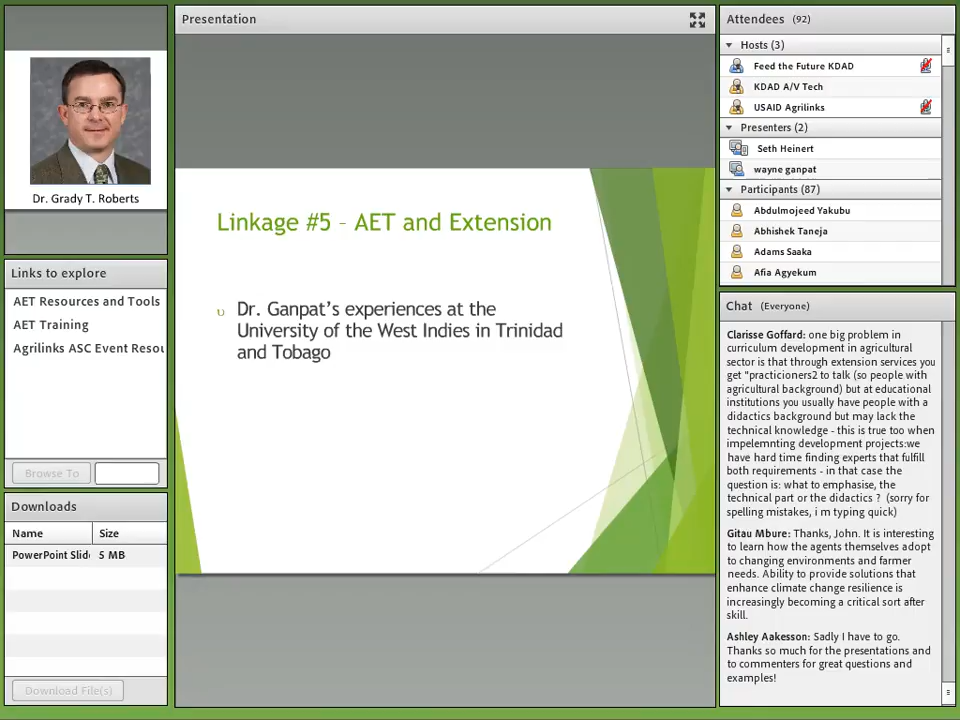 Dr. Grady T. Roberts
Links to explore
AET Resources and Tools
AET Training
Agrilinks ASC Event Resou
Browse To
Downloads
Name Size
PowerPoint Slide 5 MB
Download File(s)
Presentation
Linkage #5 – AET and Extension
Dr. Ganpat’s experiences at the
University of the West Indies in Trinidad
and Tobago
Attendees (92)
Hosts (3)
Feed the Future KDAD
KDAD A/V Tech
USAID Agrilinks
Presenters (2)
Seth Heinert
wayne ganpat
Participants (87)
Abdulmojeed Yakubu
Abhishek Taneja
Adams Saaka
Afia Agyekum
Chat (Everyone)
Clarisse Goffard: one big problem in
curriculum development in agricultural
sector is that through extension services you
get "practicioners2 to talk (so people with
agricultural background) but at educational
institutions you usually have people with a
didactics background but may lack the
technical knowledge - this is true too when
impelemnting development projects:we
have hard time finding experts that fulfill
both requirements - in that case the
question is: what to emphasise, the
technical part or the didactics ? (sorry for
spelling mistakes, i m typing quick)
Gitau Mbure: Thanks, John. It is interesting
to learn how the agents themselves adopt
to changing environments and farmer
needs. Ability to provide solutions that
enhance climate change resilience is
increasingly becoming a critical sort after
skill.
Ashley Aakesson: Sadly I have to go.
Thanks so much for the presentations and
to commenters for great questions and
examples!